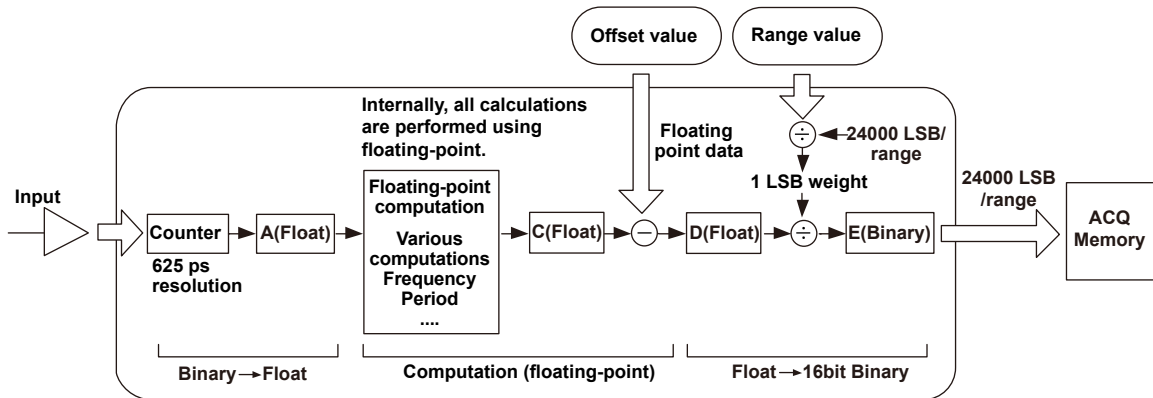 Offset value
Range value
Internally, all calculations
are performed using
floating-point.
Floating
point data
÷
24000 LSB/
range
1 LSB weight
24000 LSB
/range
Input
Counter
A(Float)
Floating-point
computation
Various
computations
Frequency
Period
....
C(Float)
−
D(Float)
÷
E(Binary)
ACQ
Memory
625 ps
resolution
Binary→Float
Computation (floating-point)
Float→16bit Binary